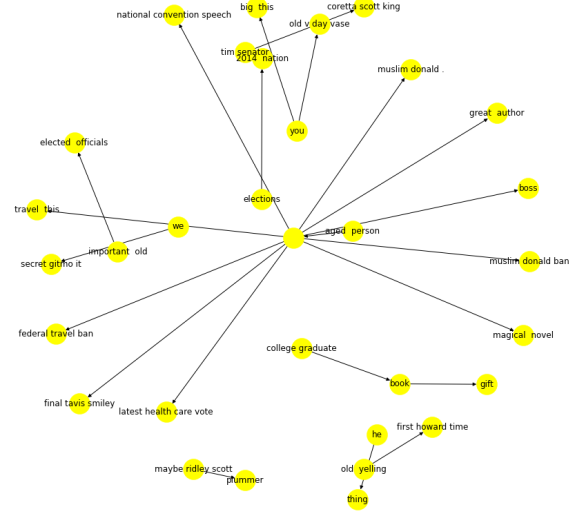 coretta scott king
big  this
national convention speech
old v day vase
tim senator
2014  nation
muslim donald .
great  author
you
elected  officials
boss
elections
travel  this
we
aged  person
important  old
secret gitmo it
muslim donald ban
federal travel ban
magical  novel
college graduate
book
gift
final tavis smiley
latest health care vote
first howard time
he
maybe ridley scott
old  yelling
plummer
thing